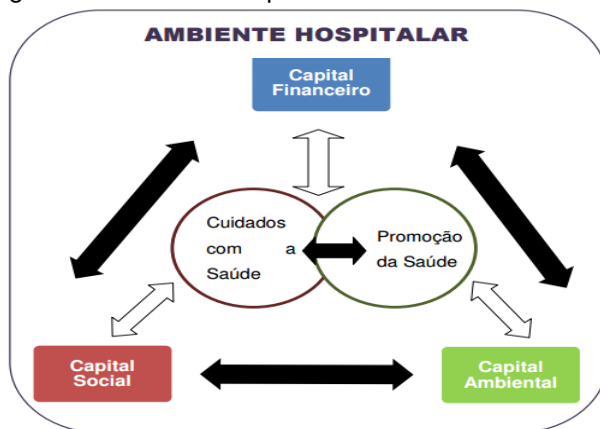 AMBIENTE HOSPITALAR
Capital
Financeiro
Cuidados
com a
Saúde
Promoção
da Saúde
Capital
Social
Capital
Ambiental